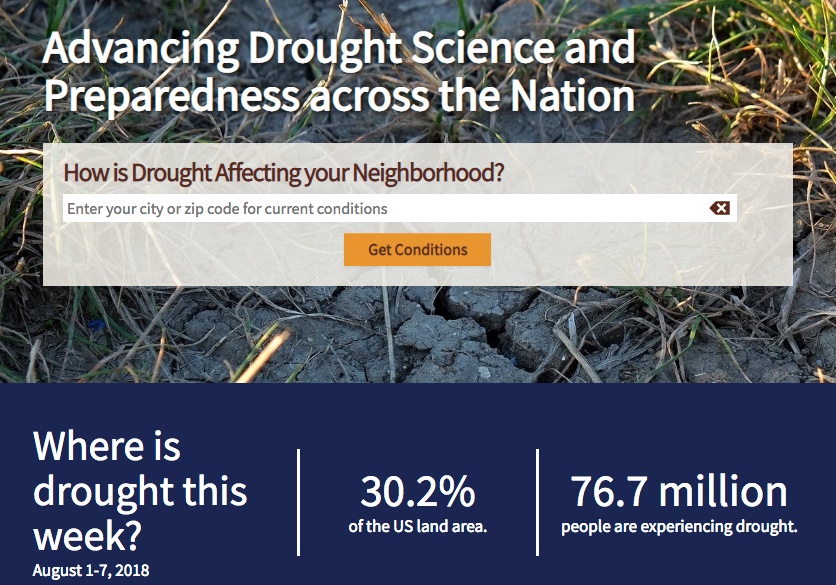 Advancing Drought Science and
Preparedness across the Nation
How is Drought Affecting your Neighborhood?
Enter your city or zip code for current conditions
Get Conditions
Where is
drought this
week?
August 1-7, 2018
30.2%
of the US land area.
76.7 million
people are experiencing drought.